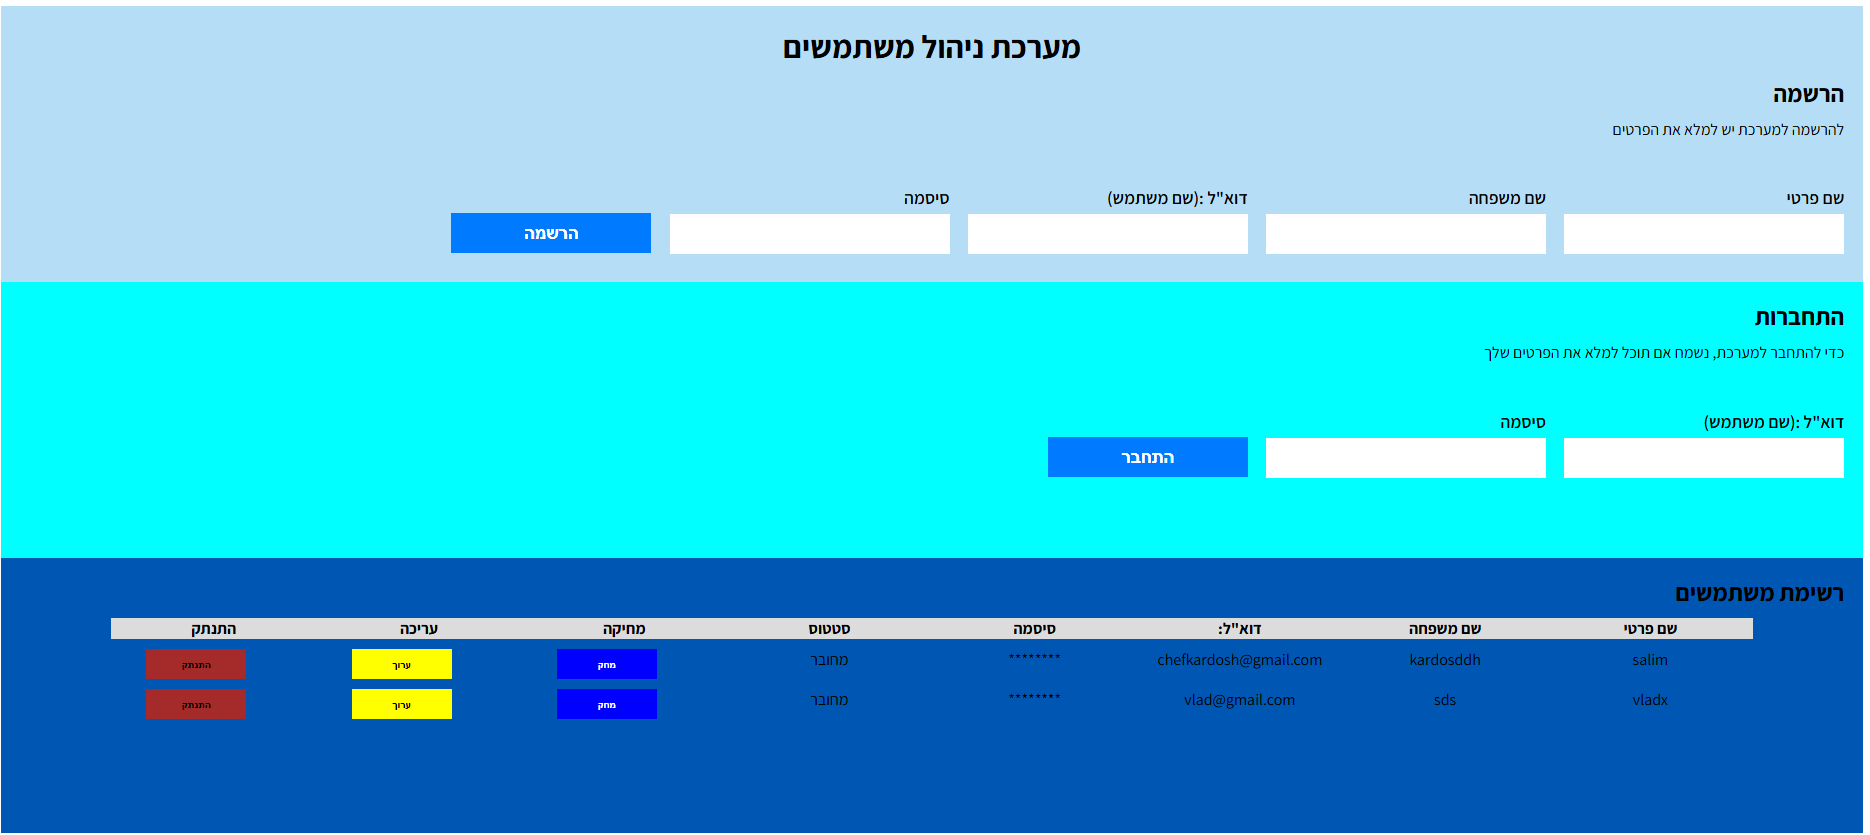 מערכת ניהול משתמשים
הרשמה
להרשמה למערכת יש למלא את הפרטים
שם פרטי שם משפחה דוא"ל :(שם משתמש) סיסמה
הרשמה
התחברות
כדי להתחבר למערכת, נשמח אם תוכל למלא את הפרטים שלך
דוא"ל :(שם משתמש) סיסמה
התחבר
רשימת משתמשים
שם פרטי שם משפחה דוא"ל: סיסמה סטטוס מחיקה עריכה התנתק
salim kardosddh chefkardosh@gmail.com ******** מחובר מחק ערוך התנתק
vladx sds vlad@gmail.com ******** מחובר מחק ערוך התנתק